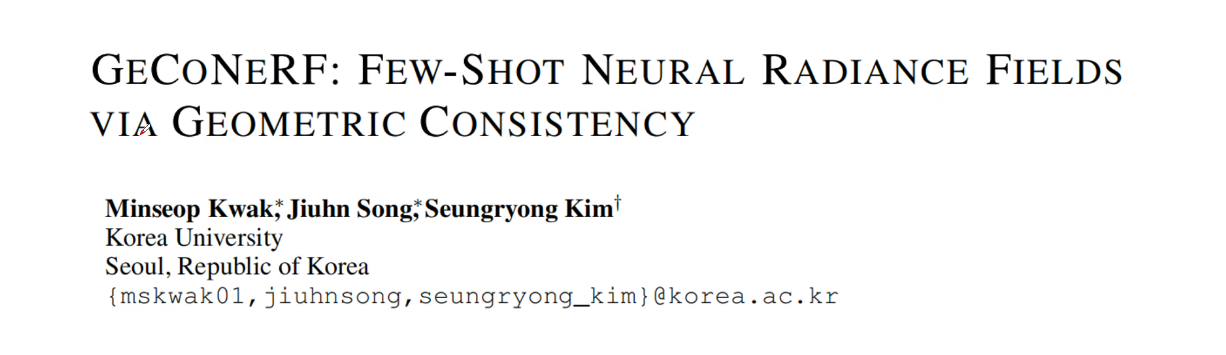 GECONERF: FEW-SHOT NEURAL RADIANCE FIELDS
VIA GEOMETRIC CONSISTENCY
Minseop Kwak,* Jiuhn Song,* Seungryong Kim†
Korea University
Seoul, Republic of Korea
{mskwak01,jiuhnsong,seungryong_kim}@korea.ac.kr